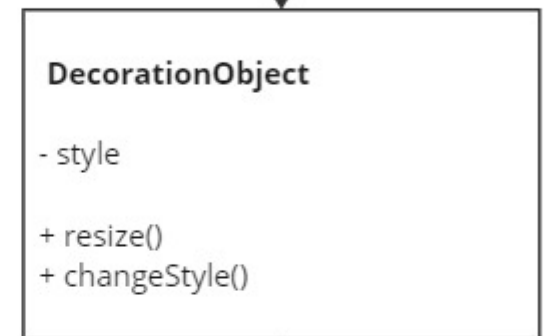 DecorationObject
- style
+ resize()
+ changeStyle()